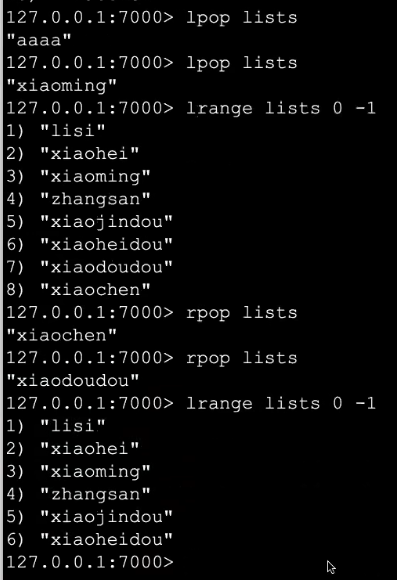 127.0.0.1:7000> lpop lists
"aaaa"
127.0.0.1:7000> lpop lists
"xiaoming"
127.0.0.1:7000> lrange lists 0 -1
1) "lisi"
2) "xiaohei"
3) "xiaoming"
4) "zhangsan"
5) "xiaojindou"
6) "xiaoheidou"
7) "xiaodoudou"
8) "xiaochen"
127.0.0.1:7000> rpop lists
"xiaochen"
127.0.0.1:7000> rpop lists
"xiaodoudou"
127.0.0.1:7000> lrange lists 0 -1
1) "lisi"
2) "xiaohei"
3) "xiaoming"
4) "zhangsan"
5) "xiaojindou"
6) "xiaoheidou"
127.0.0.1:7000>